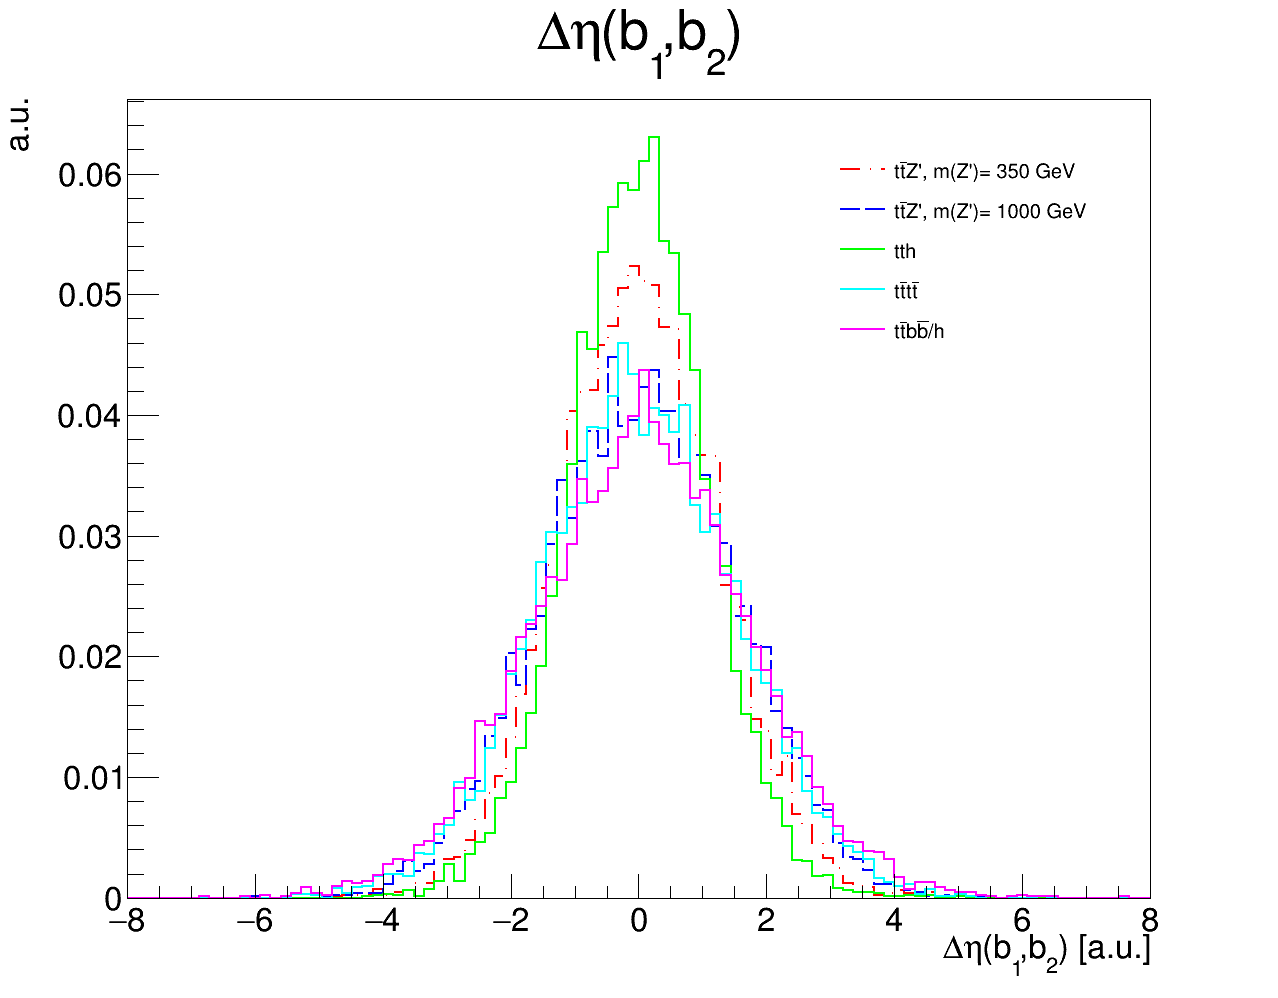 Δη(b₁,b₂)
a.u.
0.06
0.05
0.04
0.03
0.02
0.01
0
tt̄Z', m(Z')= 350 GeV
tt̄Z', m(Z')= 1000 GeV
tth
tt̄tt̄
tt̄bb̄/h
−8 −6 −4 −2 0 2 4 6 8
Δη(b₁,b₂) [a.u.]